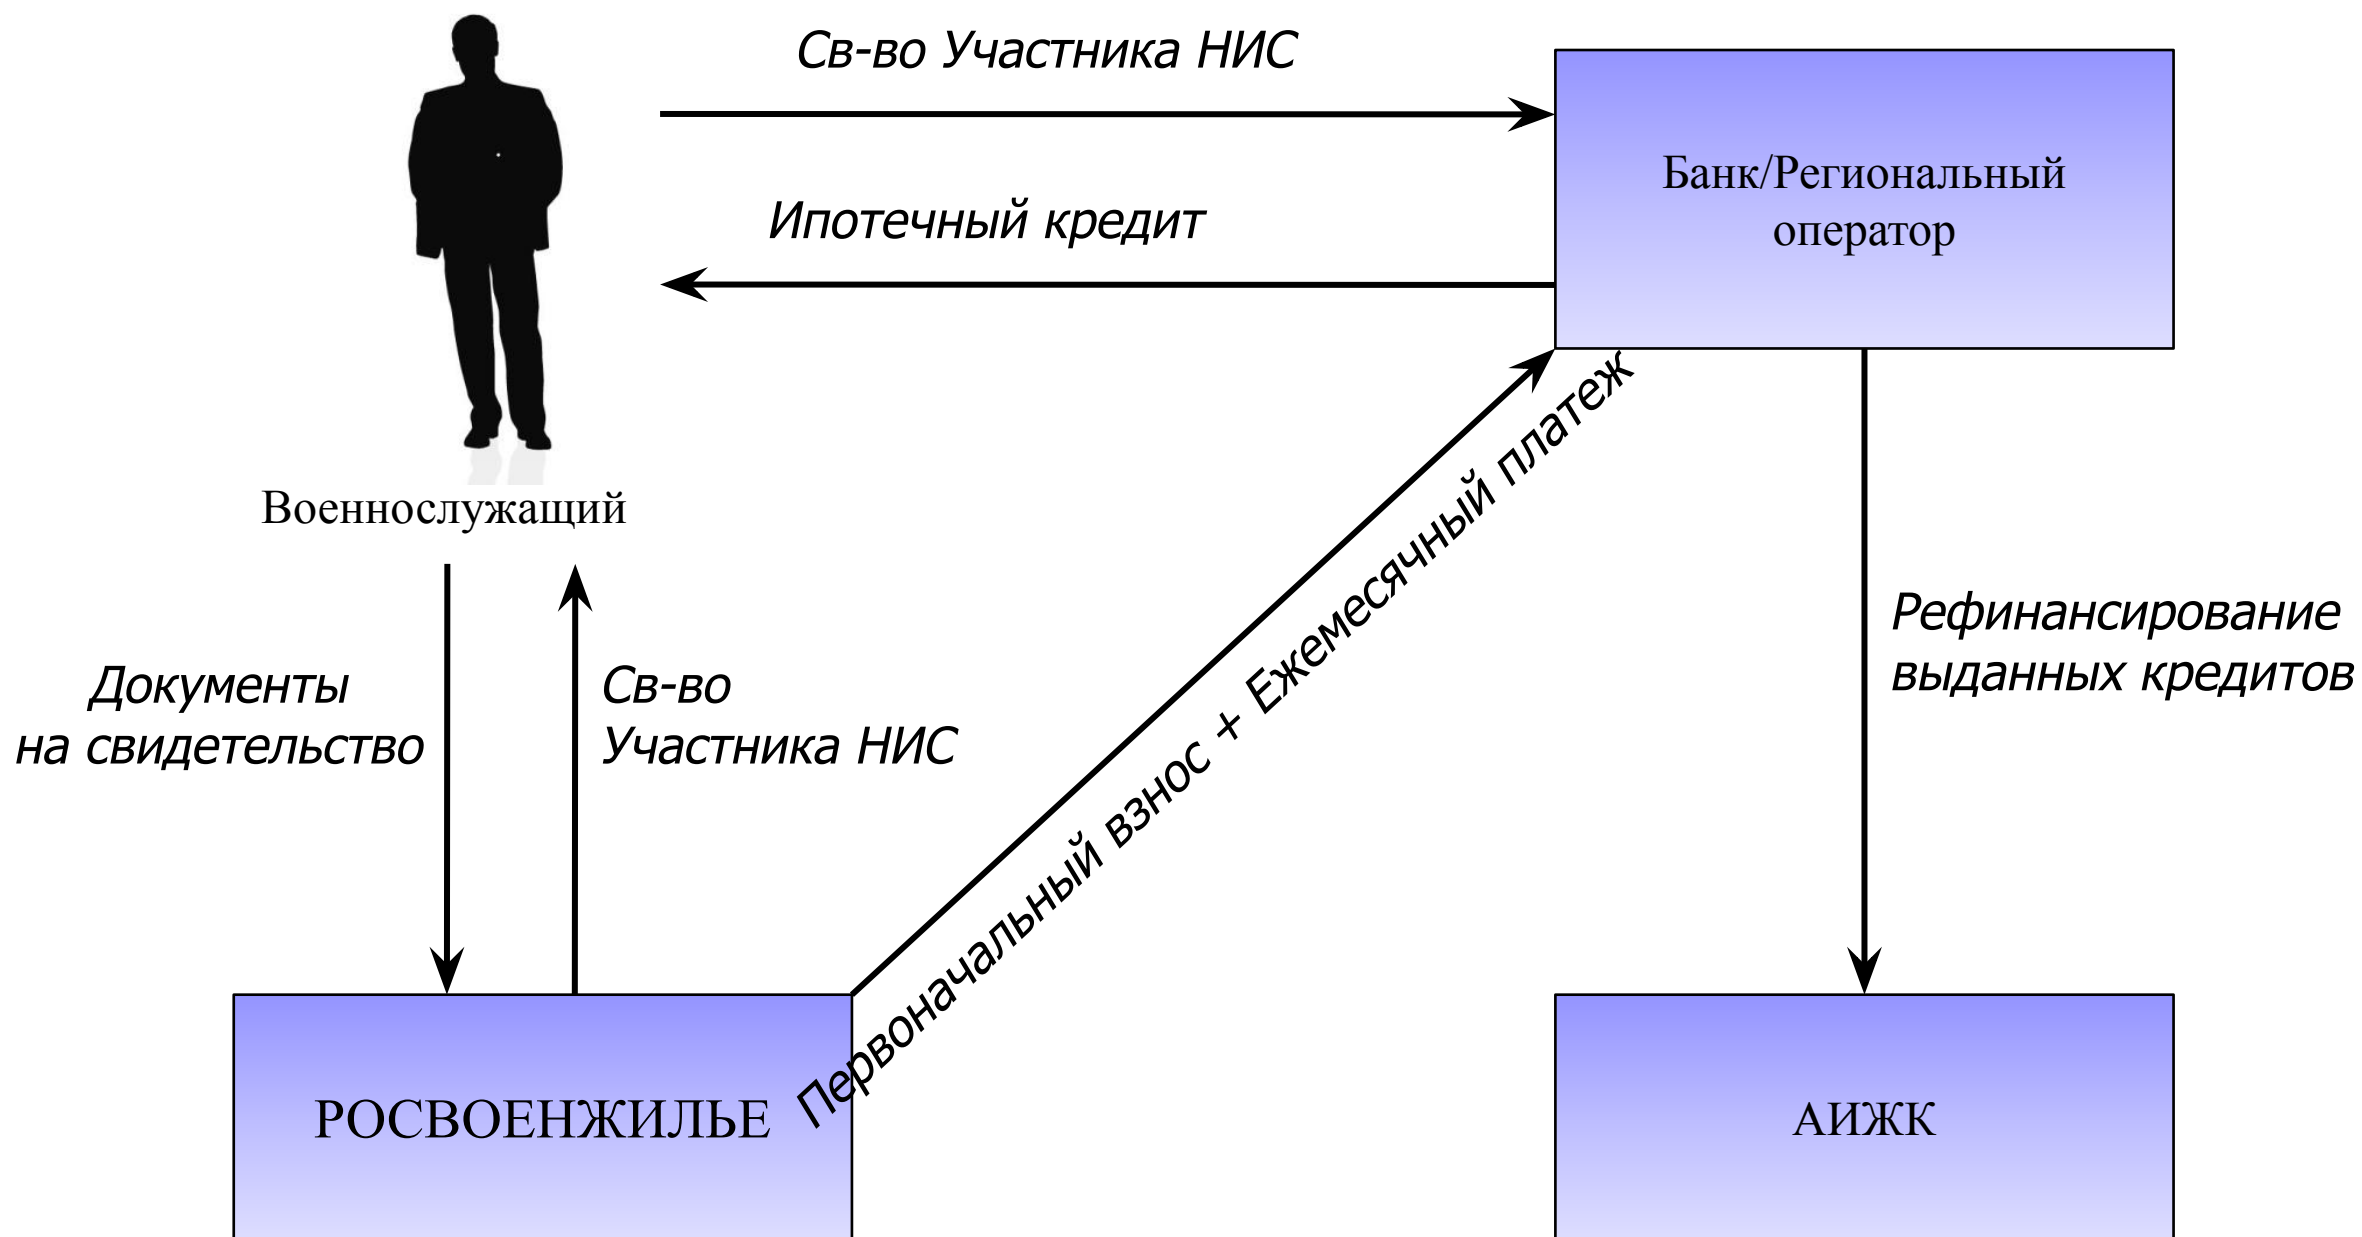 Св-во Участника НИС
Банк/Региональный
оператор
Ипотечный кредит
Военнослужащий
Документы
на свидетельство
Св-во
Участника НИС
Первоначальный взнос + Ежемесячный платеж
Рефинансирование
выданных кредитов
РОСВОЕНЖИЛЬЕ
АИЖК